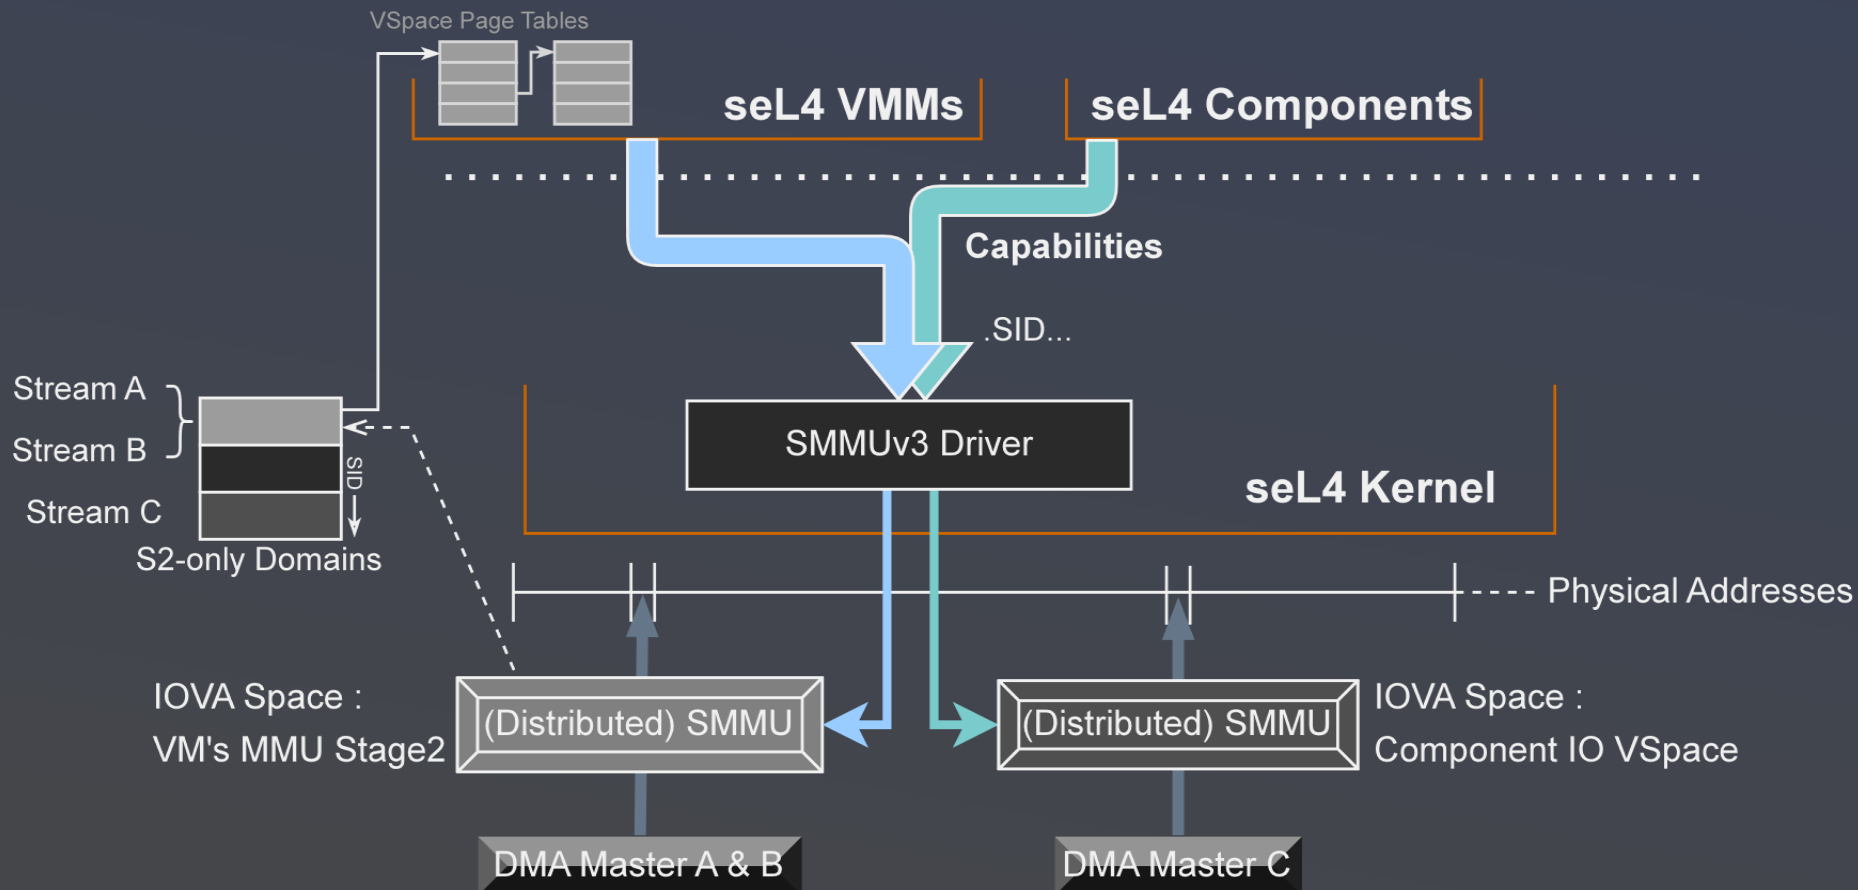 VSpace Page Tables
seL4 VMMs
seL4 Components
Capabilities
.SID...
Stream A
Stream B
Stream C
SID
S2-only Domains
SMMUv3 Driver
seL4 Kernel
Physical Addresses
IOVA Space :
VM's MMU Stage2
(Distributed) SMMU
(Distributed) SMMU
IOVA Space :
Component IO VSpace
DMA Master A & B
DMA Master C